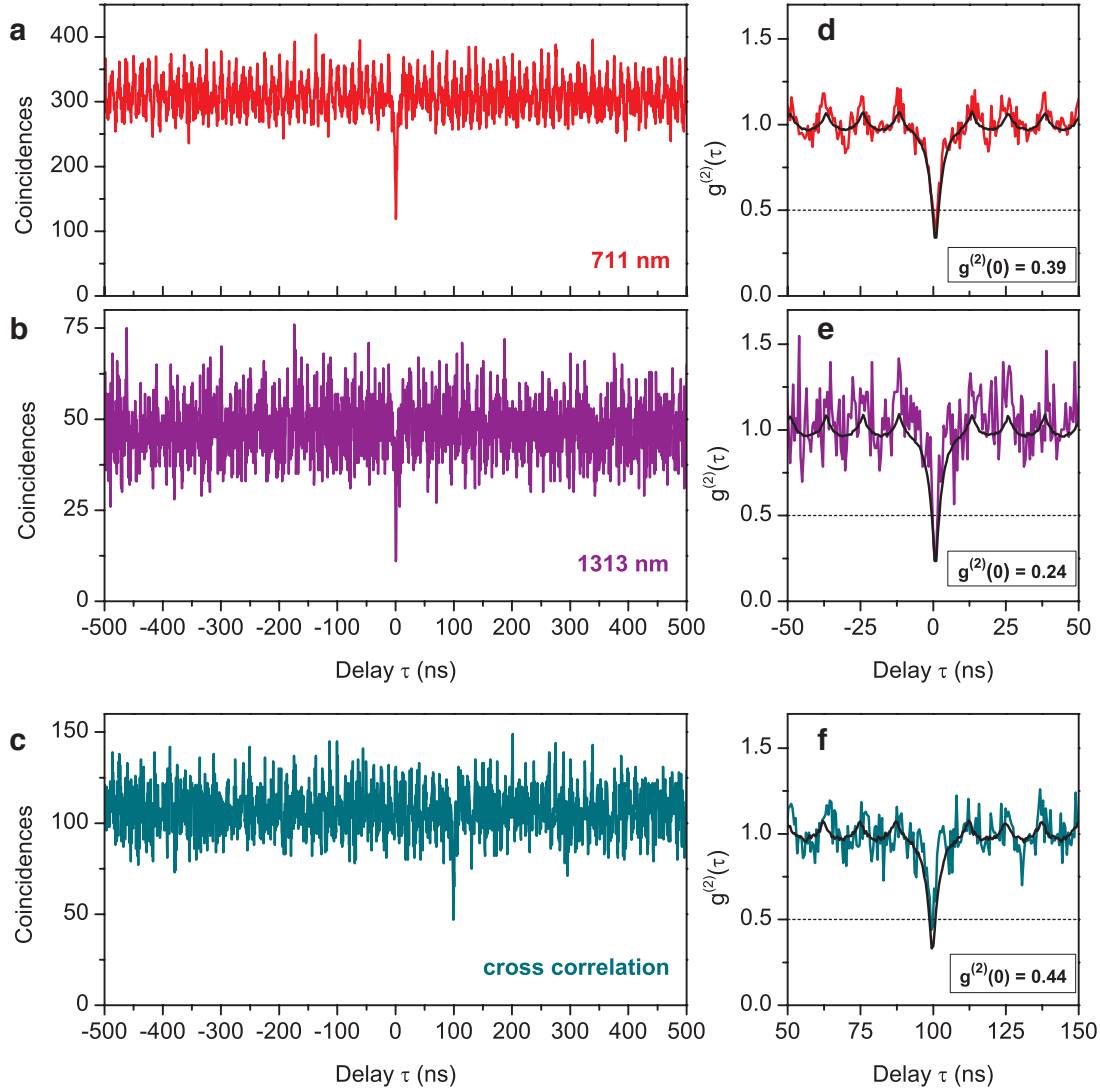 a
400
300
200
100
0
Coincidences
711 nm
d
1.5
1.0
0.5
0.0
g(2)(τ)
g(2)(0) = 0.39
b
75
50
25
0
Coincidences
1313 nm
-500 -400 -300 -200 -100 0 100 200 300 400 500
Delay τ (ns)
e
1.5
1.0
0.5
0.0
g(2)(τ)
g(2)(0) = 0.24
-50 -25 0 25 50
Delay τ (ns)
c
150
100
50
0
Coincidences
cross correlation
-500 -400 -300 -200 -100 0 100 200 300 400 500
Delay τ (ns)
f
1.5
1.0
0.5
0.0
g(2)(τ)
g(2)(0) = 0.44
50 75 100 125 150
Delay τ (ns)